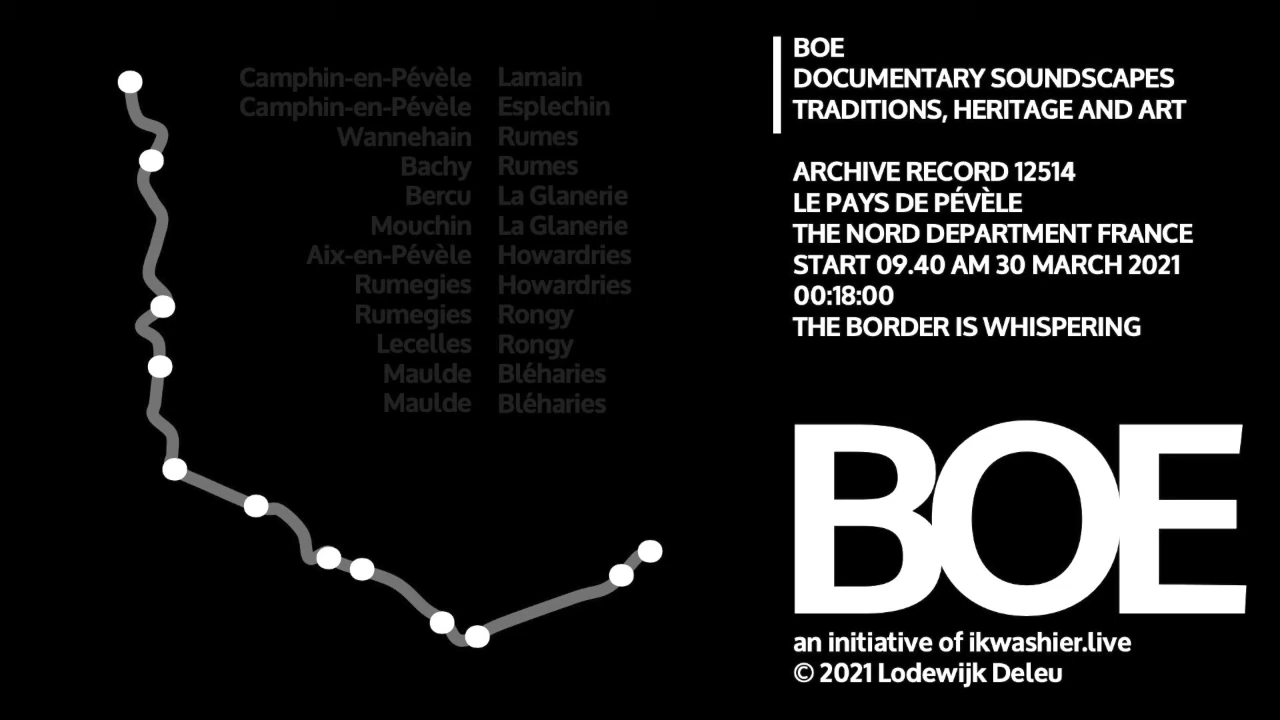 Camphin-en-Pévèle Lamain
Camphin-en-Pévèle Esplechin
Wannehain Rumes
Bachy Rumes
Bercu La Glanerie
Mouchin La Glanerie
Aix-en-Pévèle Howardries
Rumegies Howardries
Rumegies Rongy
Lecelles Rongy
Maulde Bléharies
Maulde Bléharies
BOE
DOCUMENTARY SOUNDSCAPES
TRADITIONS, HERITAGE AND ART
ARCHIVE RECORD 12514
LE PAYS DE PÉVÈLE
THE NORD DEPARTMENT FRANCE
START 09.40 AM 30 MARCH 2021
00:18:00
THE BORDER IS WHISPERING
BOE
an initiative of ikwashier.live
© 2021 Lodewijk Deleu